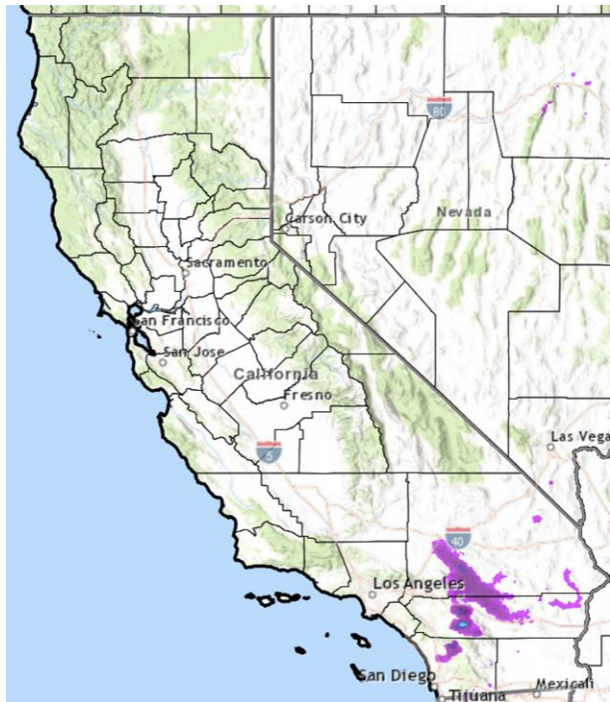 80
Carson City
Nevada
Sacramento
San Francisco
San Jose
California
Fresno
5
Las Vega
40
Los Angeles
San Diego
Mexicali
Tijuana